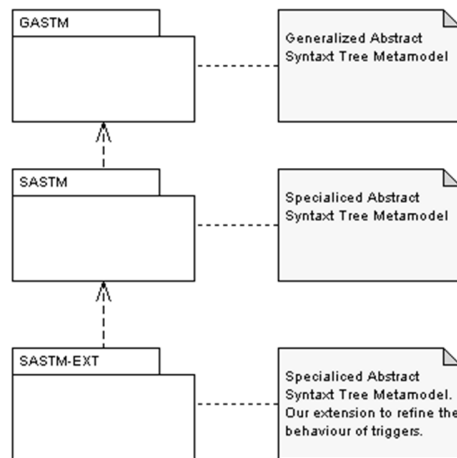 GASTM
Generalized Abstract
Syntaxt Tree Metamodel
SASTM
Specialiced Abstract
Syntaxt Tree Metamodel
SASTM-EXT
Specialiced Abstract
Syntaxt Tree Metamodel.
Our extension to refine the
behaviour of triggers.